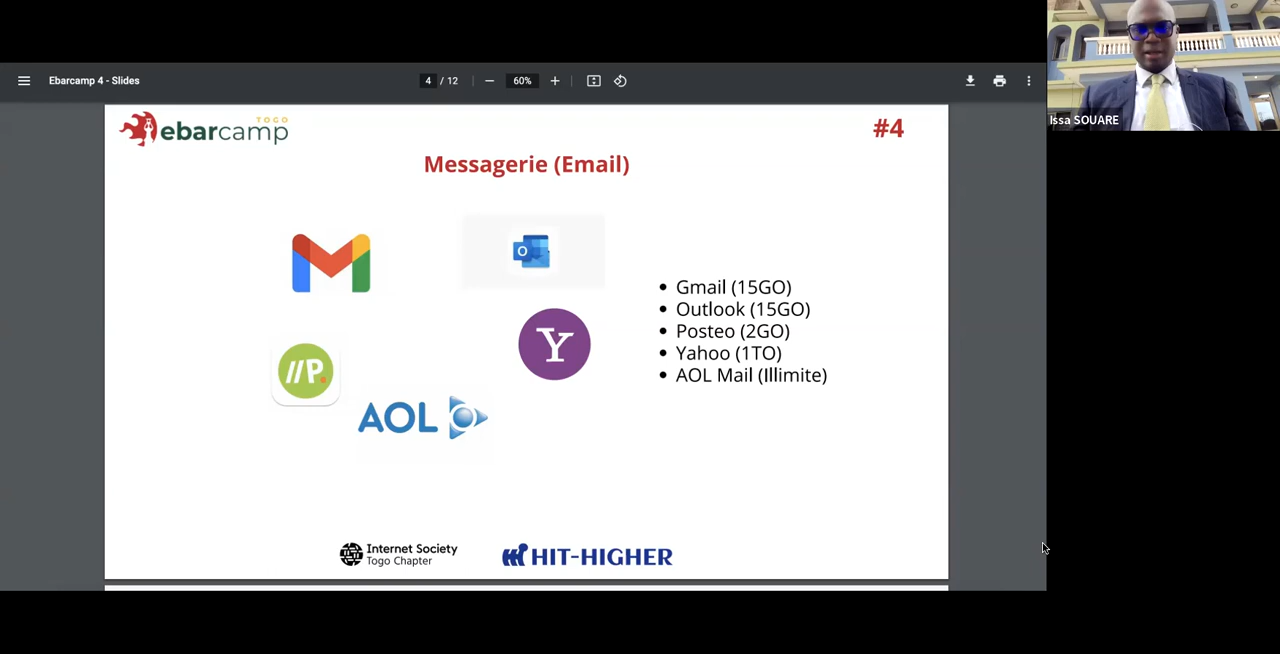 Ebarcamp 4 - Slides
4 / 12
60%
TOGO
ebarcamp
#4
Messagerie (Email)
O
Y
//P.
AOL
• Gmail (15GO)
• Outlook (15GO)
• Posteo (2GO)
• Yahoo (1TO)
• AOL Mail (Illimite)
Internet Society
Togo Chapter
HIT-HIGHER
Issa SOUARE